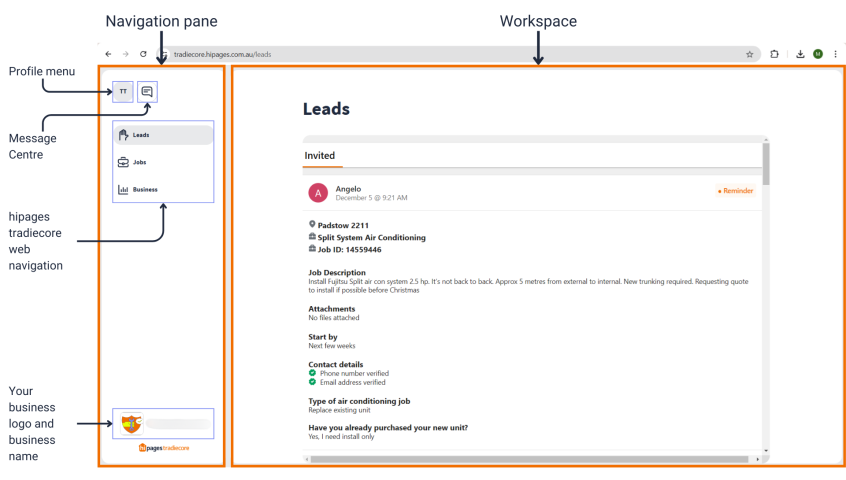 Navigation pane
Workspace
tradiecore.hipages.com.au/leads
M
Profile menu
TT
Message
Centre
Leads
Jobs
Business
hipages
tradiecore
web
navigation
Your
business
logo and
business
name
hipages tradiecore
Leads
Invited
A
Angelo
December 5 @ 9:21 AM
Reminder
Padstow 2211
Split System Air Conditioning
Job ID: 14559446
Job Description
Install Fujitsu Split air con system 2.5 hp. It's not back to back. Approx 5 metres from external to internal. New trunking required. Requesting quote
to install if possible before Christmas
Attachments
No files attached
Start by
Next few weeks
Contact details
Phone number verified
Email address verified
Type of air conditioning job
Replace existing unit
Have you already purchased your new unit?
Yes, I need install only